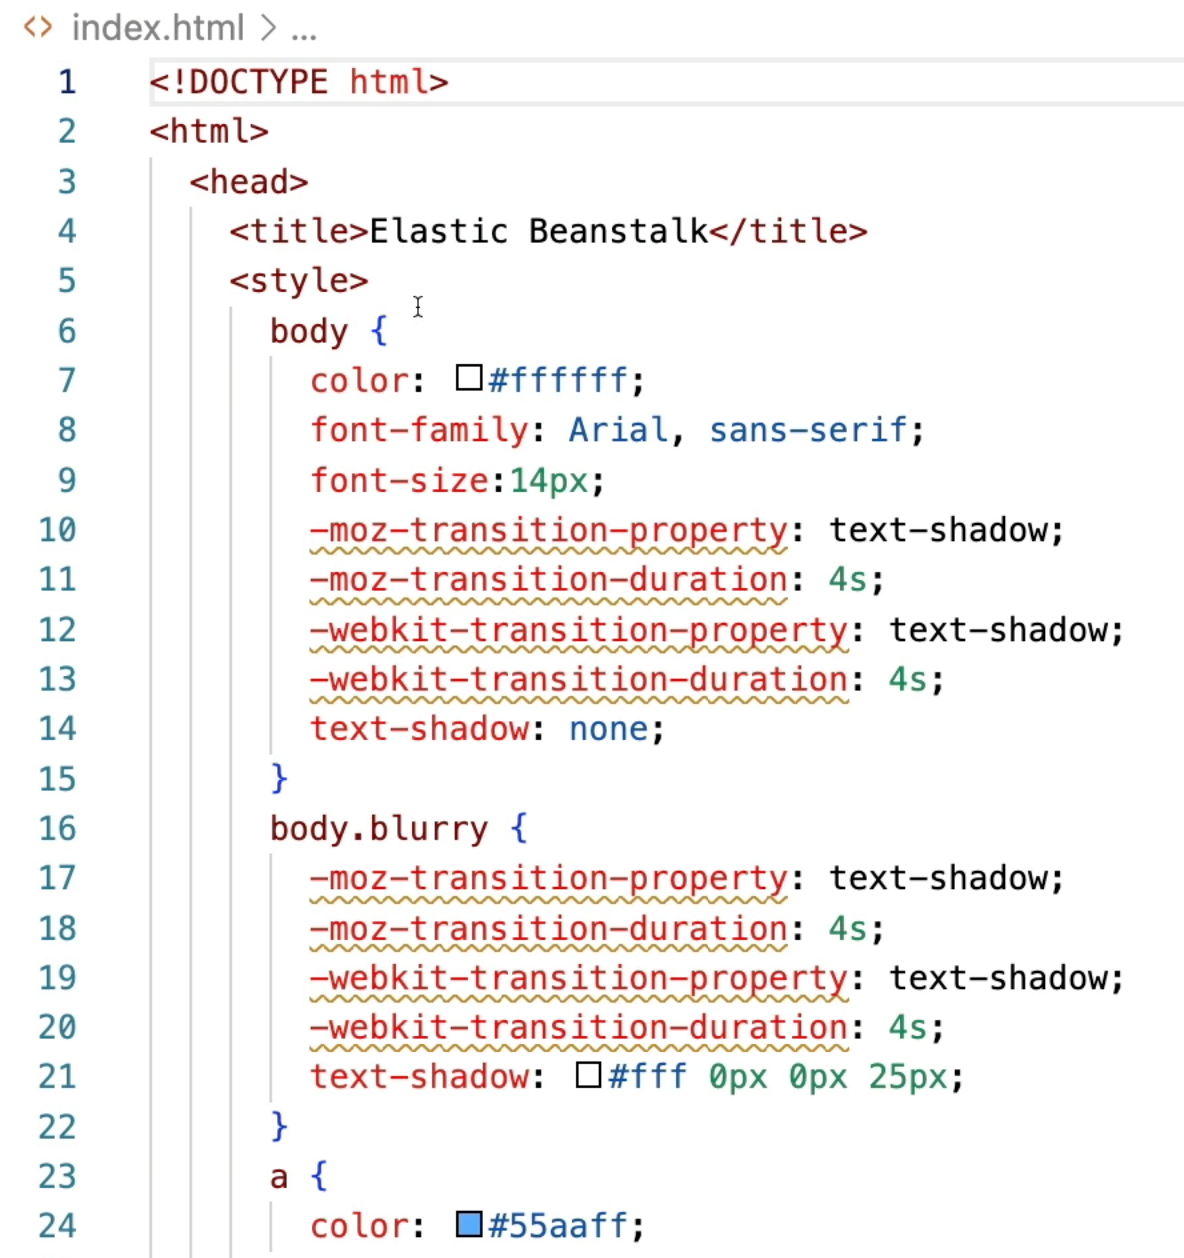 index.html > ...
1 <!DOCTYPE html>
2 <html>
3 <head>
4 <title>Elastic Beanstalk</title>
5 <style>
6 body {
7 color: #ffffff;
8 font-family: Arial, sans-serif;
9 font-size:14px;
10 -moz-transition-property: text-shadow;
11 -moz-transition-duration: 4s;
12 -webkit-transition-property: text-shadow;
13 -webkit-transition-duration: 4s;
14 text-shadow: none;
15 }
16 body.blurry {
17 -moz-transition-property: text-shadow;
18 -moz-transition-duration: 4s;
19 -webkit-transition-property: text-shadow;
20 -webkit-transition-duration: 4s;
21 text-shadow: #fff 0px 0px 25px;
22 }
23 a {
24 color: #55aaff;